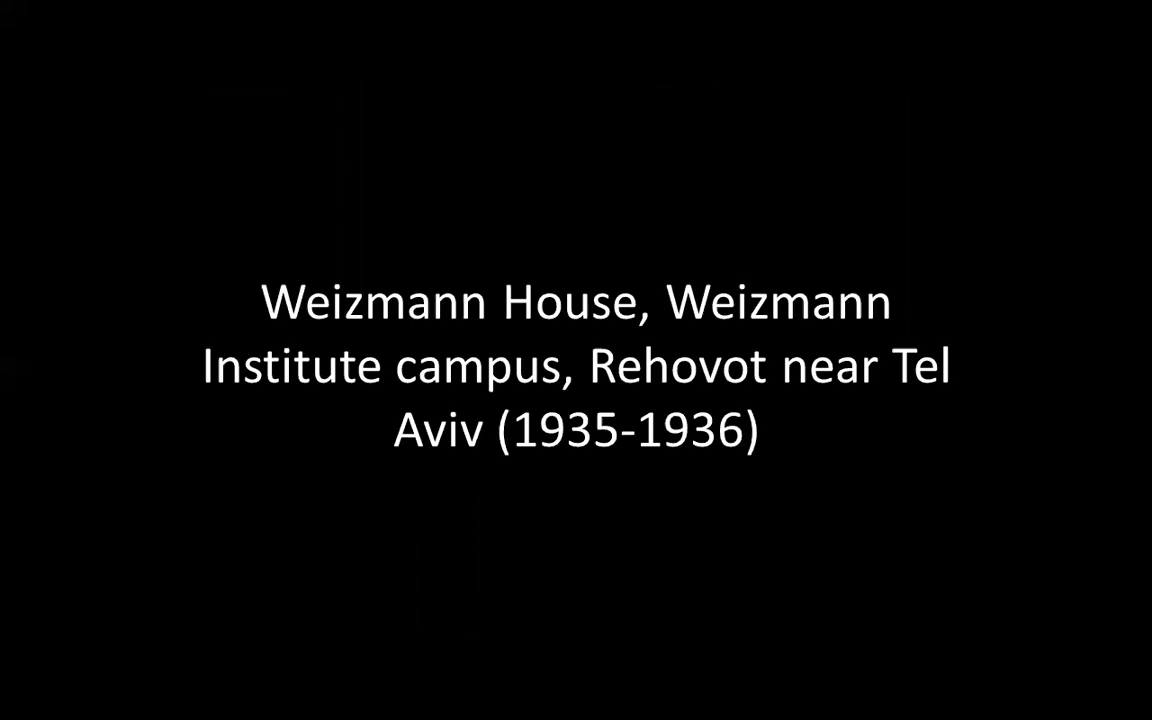 Weizmann House, Weizmann
Institute campus, Rehovot near Tel
Aviv (1935-1936)